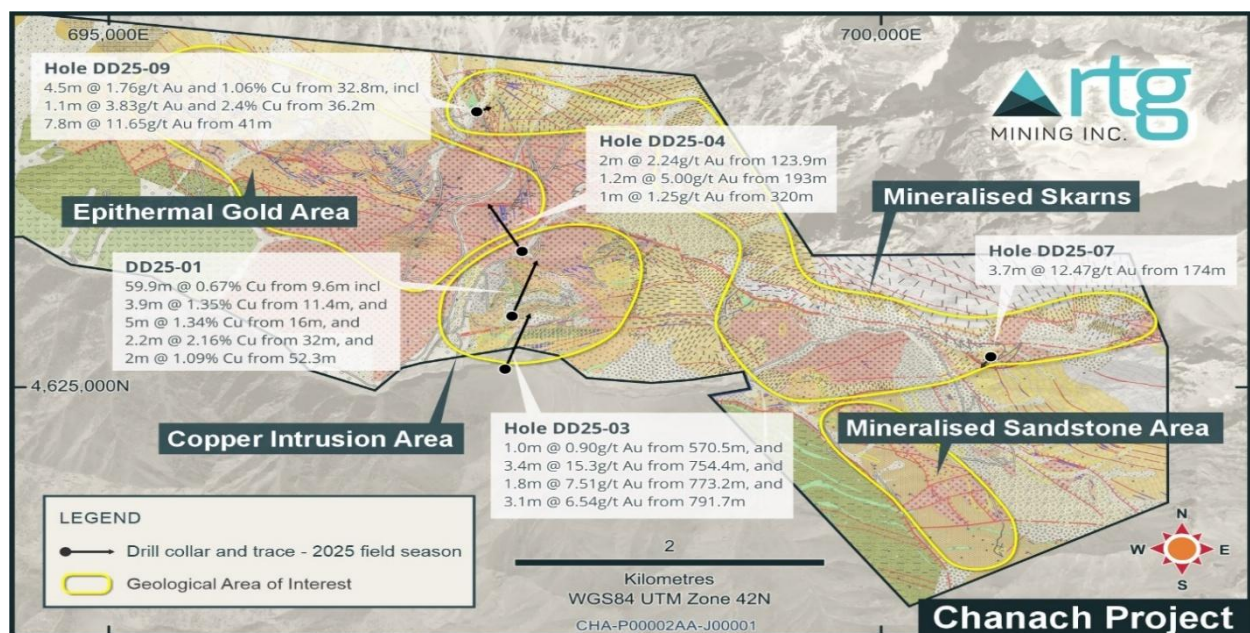 695,000E
700,000E
Hole DD25-09
4.5m @ 1.76g/t Au and 1.06% Cu from 32.8m, incl
1.1m @ 3.83g/t Au and 2.4% Cu from 36.2m
7.8m @ 11.65g/t Au from 41m
rtg
MINING INC.
Hole DD25-04
2m @ 2.24g/t Au from 123.9m
1.2m @ 5.00g/t Au from 193m
1m @ 1.25g/t Au from 320m
Epithermal Gold Area
Mineralised Skarns
Hole DD25-07
3.7m @ 12.47g/t Au from 174m
DD25-01
59.9m @ 0.67% Cu from 9.6m incl
3.9m @ 1.35% Cu from 11.4m, and
5m @ 1.34% Cu from 16m, and
2.2m @ 2.16% Cu from 32m, and
2m @ 1.09% Cu from 52.3m
4,625,000N
Copper Intrusion Area
Hole DD25-03
1.0m @ 0.90g/t Au from 570.5m, and
3.4m @ 15.3g/t Au from 754.4m, and
1.8m @ 7.51g/t Au from 773.2m, and
3.1m @ 6.54g/t Au from 791.7m
Mineralised Sandstone Area
LEGEND
Drill collar and trace - 2025 field season
Geological Area of Interest
2
Kilometres
WGS84 UTM Zone 42N
CHA-P00002AA-J00001
N
W E
S
Chanach Project